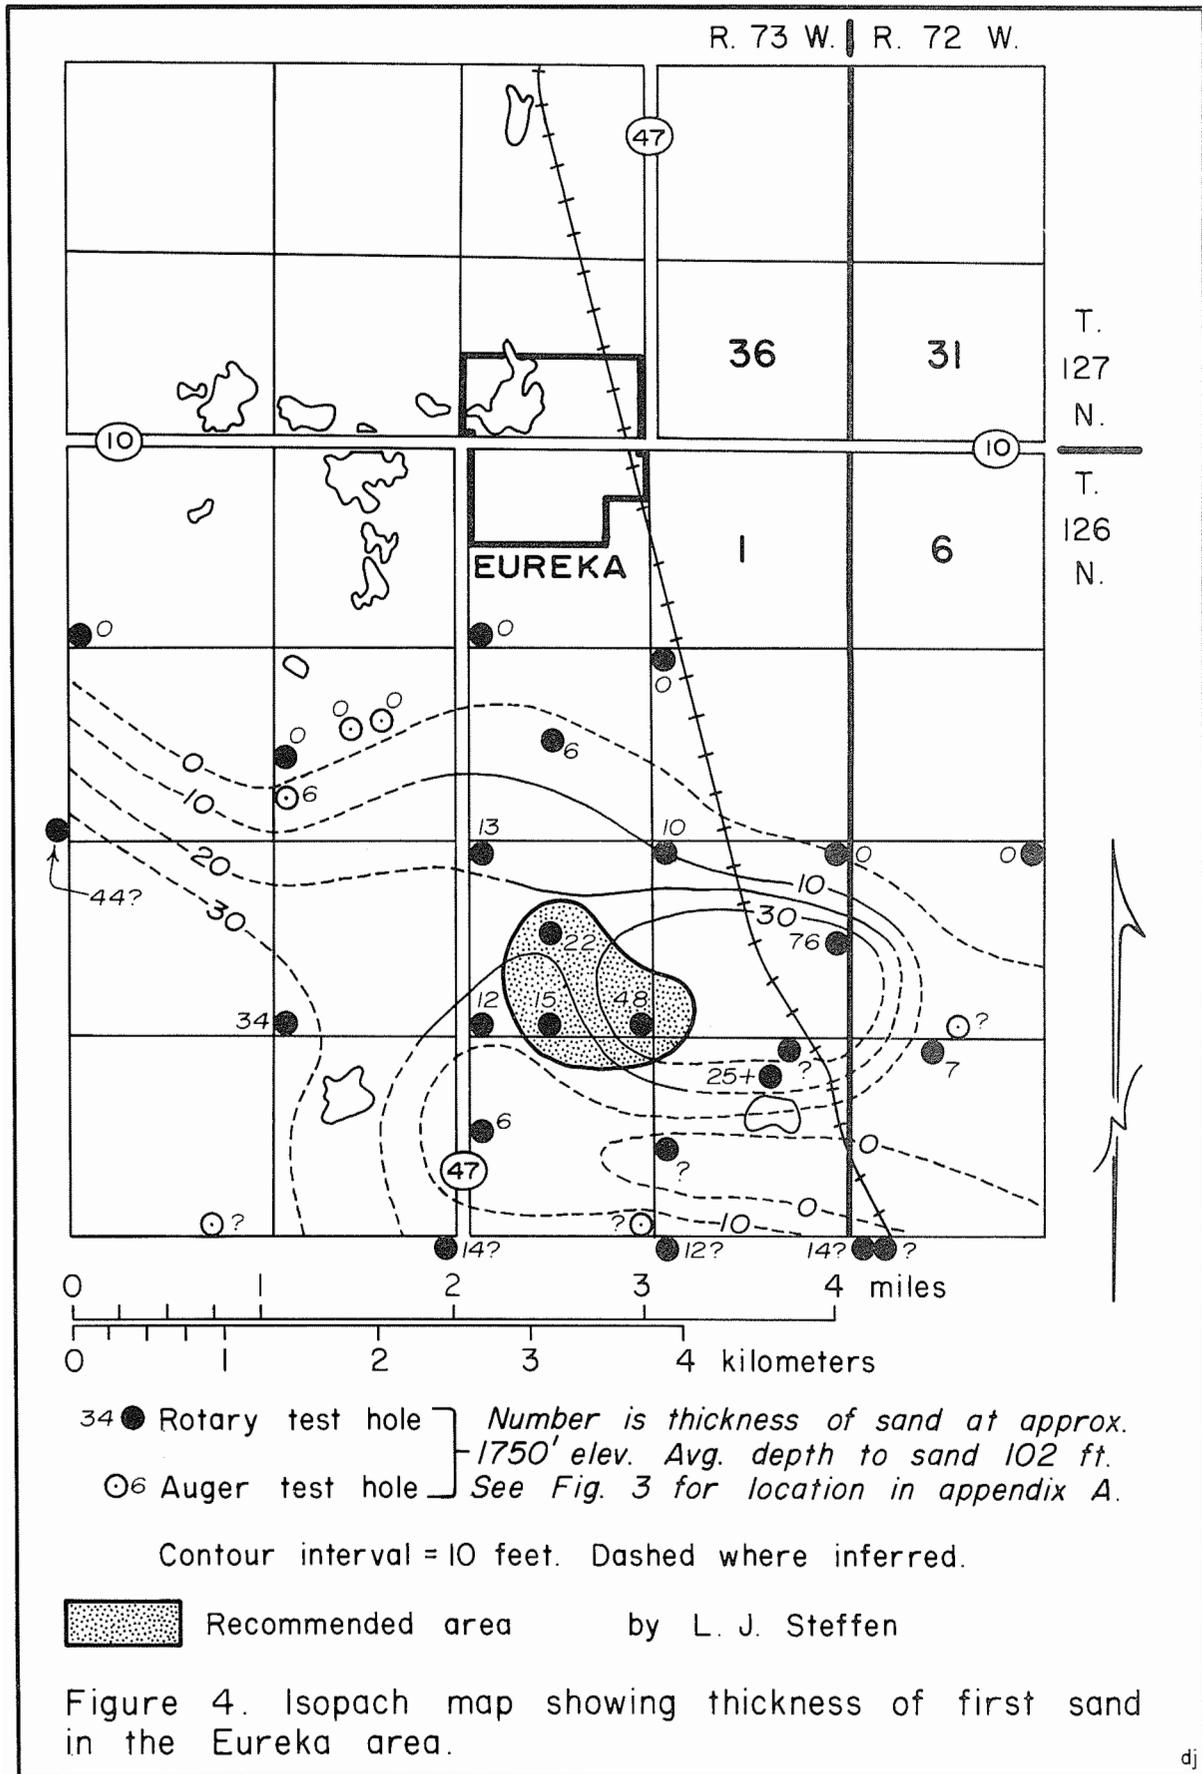 R. 73 W. R. 72 W.
47
36
31
T.
127
N.
10
10
T.
126
N.
1
6
EUREKA
0
0
0
0
0
0
0
6
6
10
13
10
0
0
20
44?
10
30
30
22
76
12
15
48
34
?
?
25+
7
6
0
?
47
0
?
?
10
14?
12?
14?
?
0 1 2 3 4 miles
0 1 2 3 4 kilometers
34 Rotary test hole
6 Auger test hole
Number is thickness of sand at approx.
1750' elev. Avg. depth to sand 102 ft.
See Fig. 3 for location in appendix A.
Contour interval = 10 feet. Dashed where inferred.
Recommended area by L. J. Steffen
Figure 4. Isopach map showing thickness of first sand
in the Eureka area.
dj